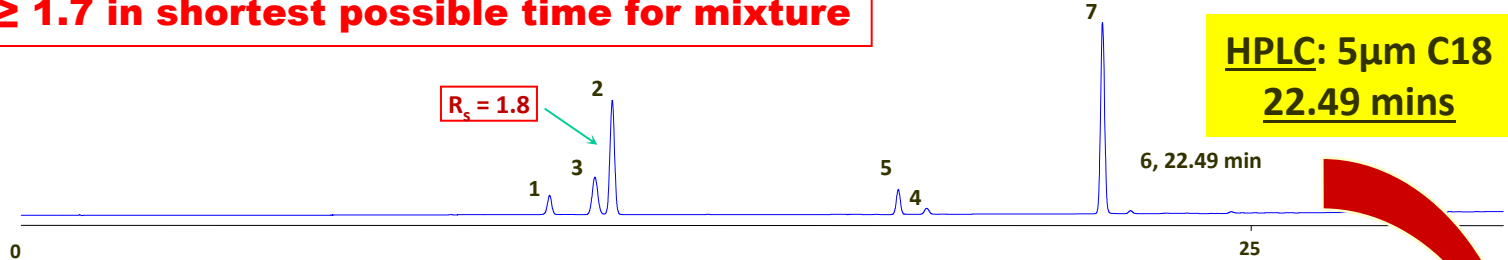 ≥ 1.7 in shortest possible time for mixture
7
HPLC: 5µm C18
22.49 mins
Rs = 1.8
2
3
1
5
4
6, 22.49 min
0
25